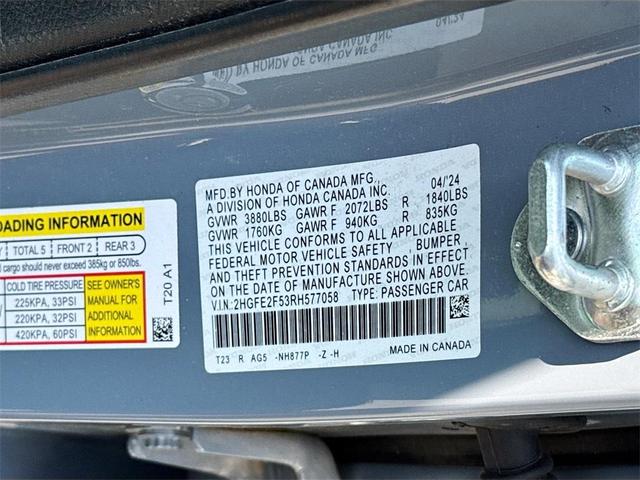 OADING INFORMATION
TOTAL 5 FRONT 2 REAR 3
cargo should never exceed 385kg or 850lbs.
COLD TIRE PRESSURE
225KPA, 33PSI
220KPA, 32PSI
420KPA, 60PSI
SEE OWNER'S
MANUAL FOR
ADDITIONAL
INFORMATION
T20 A1
MFD BY HONDA OF CANADA MFG., 04/'24
A DIVISION OF HONDA CANADA INC.
GVWR 3880LBS GAWR F 2072LBS R 1840LBS
GVWR 1760KG GAWR F 940KG R 835KG
THIS VEHICLE CONFORMS TO ALL APPLICABLE
FEDERAL MOTOR VEHICLE SAFETY, BUMPER,
AND THEFT PREVENTION STANDARDS IN EFFECT
ON THE DATE OF MANUFACTURE SHOWN ABOVE.
V.I.N:2HGFE2F53RH577058 TYPE: PASSENGER CAR
T23 R AG5 -NH877P -Z -H MADE IN CANADA